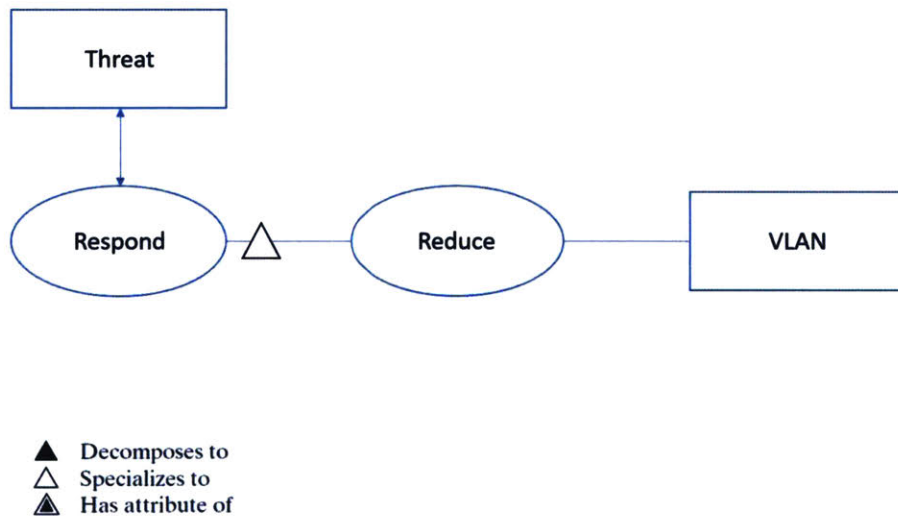 Threat
Respond
Reduce
VLAN
Decomposes to
Specializes to
Has attribute of